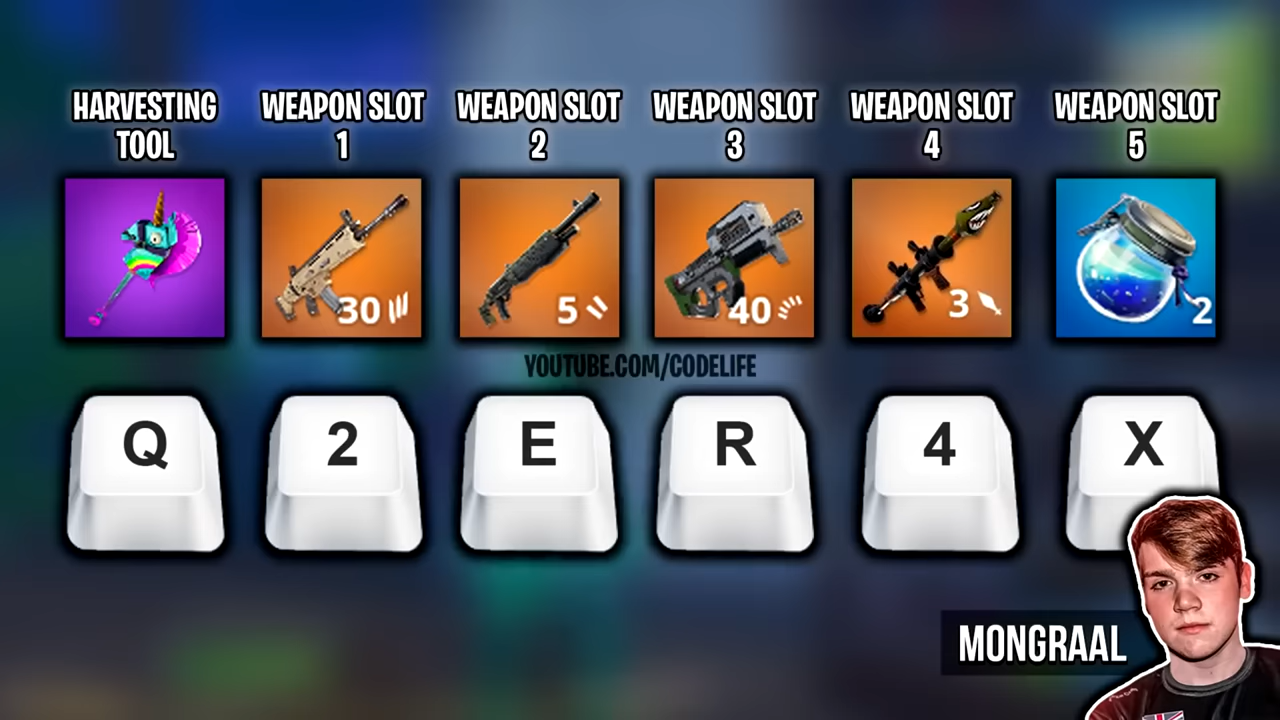 HARVESTING TOOL
WEAPON SLOT 1
WEAPON SLOT 2
WEAPON SLOT 3
WEAPON SLOT 4
WEAPON SLOT 5
30
5
40
3
2
YOUTUBE.COM/CODELIFE
Q
2
E
R
4
X
MONGRAAL